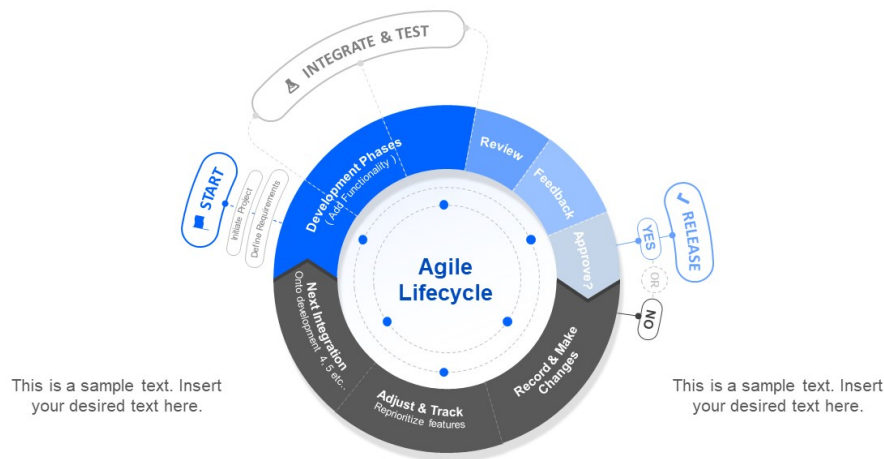 INTEGRATE & TEST
START
Initiate Project
Define Requirements
Development Phases
( Add Functionality )
Review
Feedback
Approve?
YES
OR
NO
RELEASE
Agile
Lifecycle
Record & Make
Changes
Adjust & Track
Reprioritize features
Next Integration
Onto development 4, 5 etc..
This is a sample text. Insert
your desired text here.
This is a sample text. Insert
your desired text here.